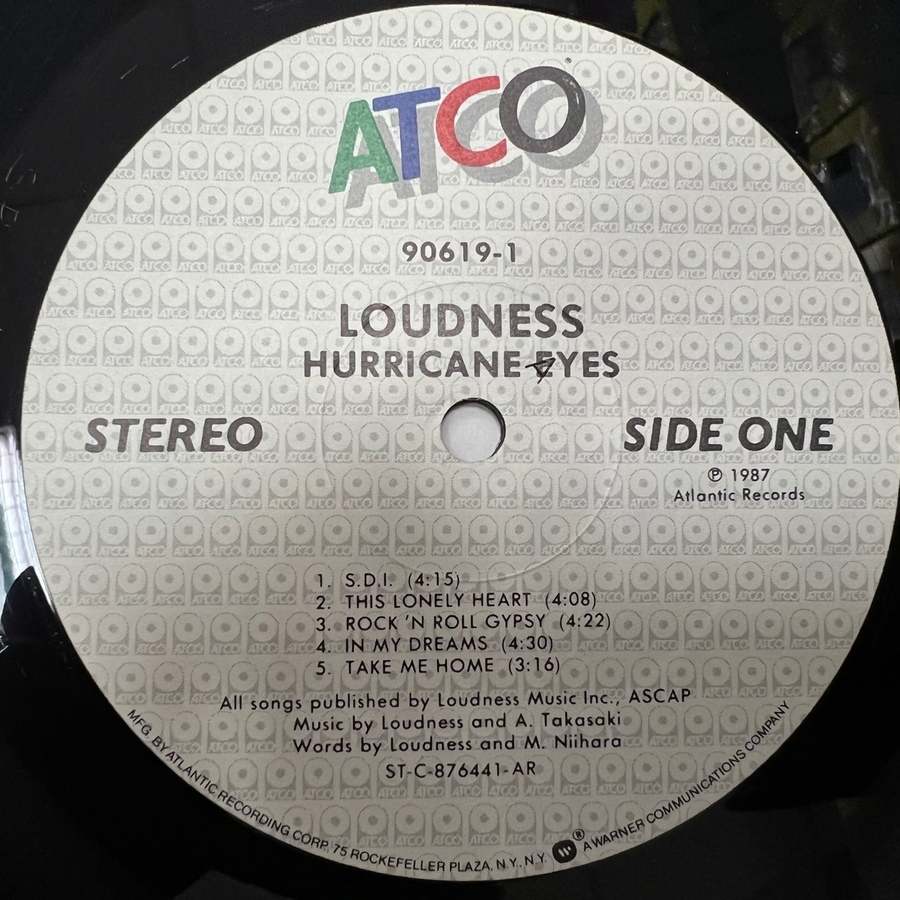 ATCO®
90619-1
LOUDNESS
HURRICANE EYES
STEREO
SIDE ONE
℗ 1987
Atlantic Records
1. S.D.I. (4:15)
2. THIS LONELY HEART (4:08)
3. ROCK 'N ROLL GYPSY (4:22)
4. IN MY DREAMS (4:30)
5. TAKE ME HOME (3:16)
All songs published by Loudness Music Inc., ASCAP
Music by Loudness and A. Takasaki
Words by Loudness and M. Niihara
ST-C-876441-AR
MFG. BY ATLANTIC RECORDING CORP. 75 ROCKEFELLER PLAZA, N.Y., N.Y. ® A WARNER COMMUNICATIONS COMPANY